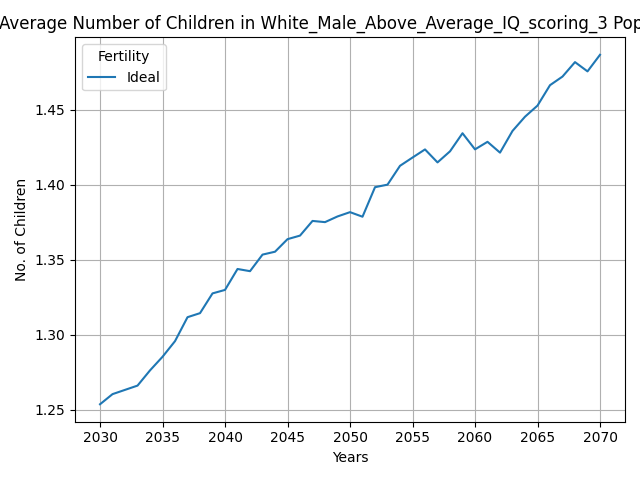 Average Number of Children in White_Male_Above_Average_IQ_scoring_3 Pop
Fertility
Ideal
No. of Children
1.45
1.40
1.35
1.30
1.25
2030 2035 2040 2045 2050 2055 2060 2065 2070
Years